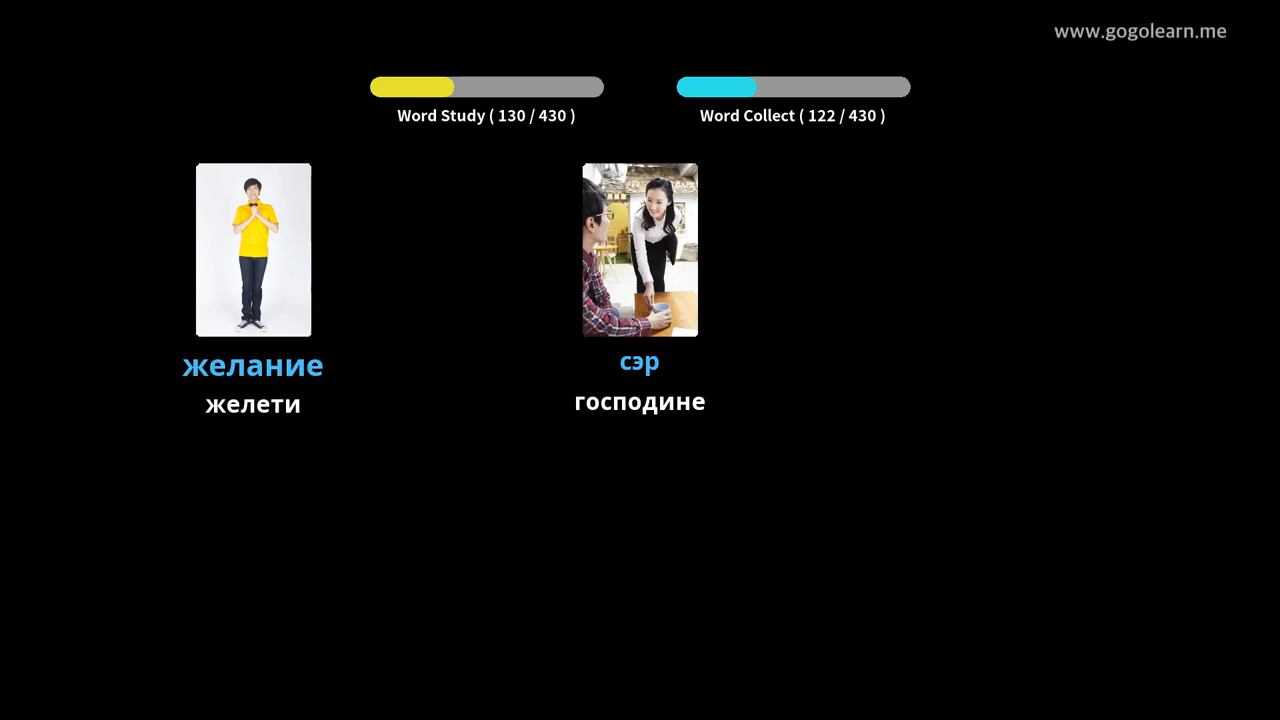 www.gogolearn.me
Word Study ( 130 / 430 )
Word Collect ( 122 / 430 )
желание
сэр
желети
господине